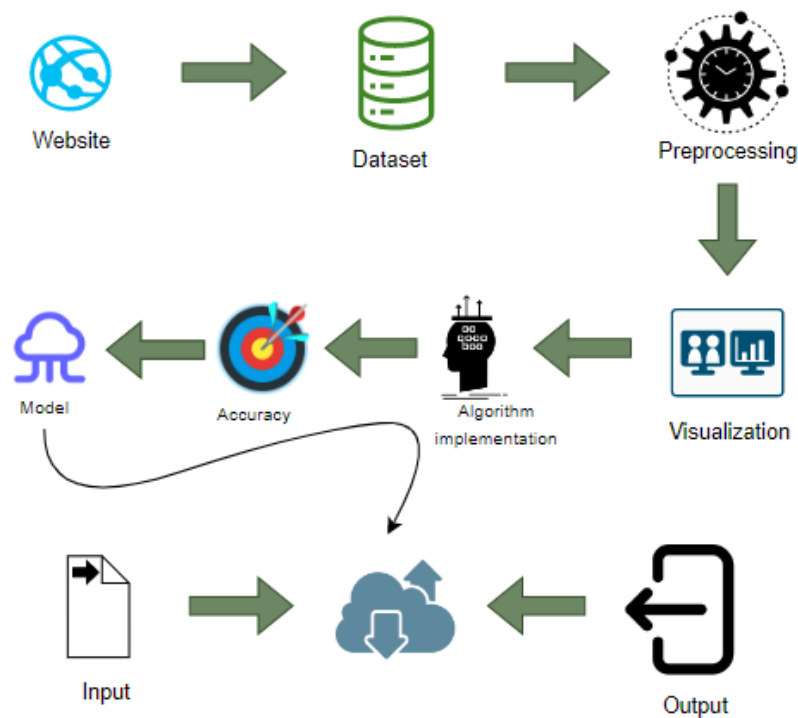 Website
Dataset
Preprocessing
Model
Accuracy
Algorithm
implementation
Visualization
Input
Output